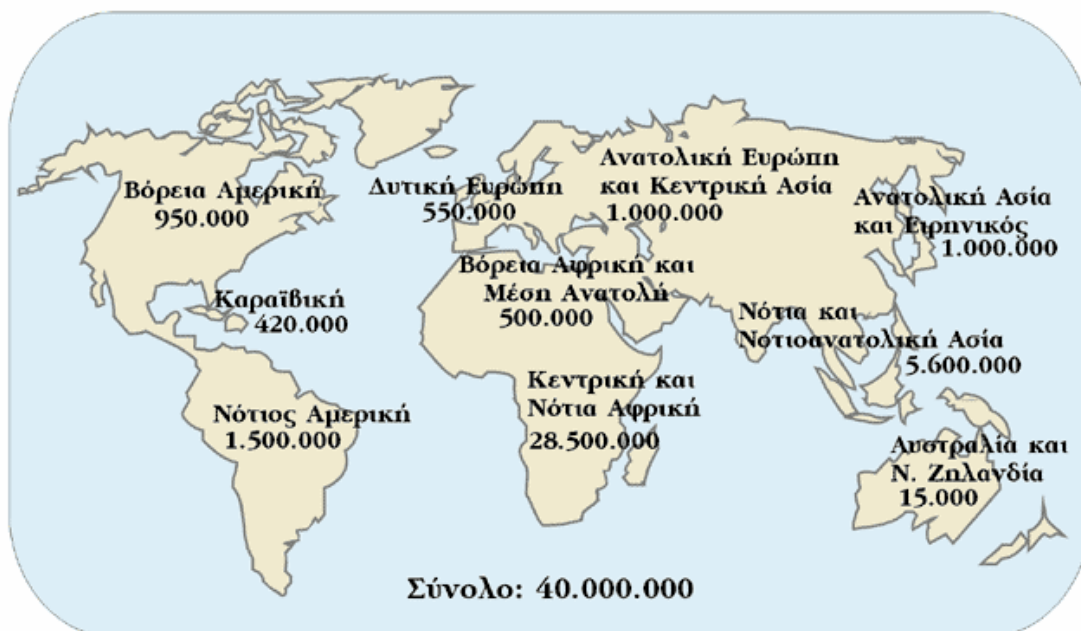 Βόρεια Αμερική
950.000
Δυτική Ευρώπη
550.000
Ανατολική Ευρώπη
και Κεντρική Ασία
1.000.000
Ανατολική Ασία
και Ειρηνικός
1.000.000
Καραϊβική
420.000
Βόρεια Αφρική και
Μέση Ανατολή
500.000
Νότια και
Νοτιοανατολική Ασία
5.600.000
Νότιος Αμερική
1.500.000
Κεντρική και
Νότια Αφρική
28.500.000
Αυστραλία και
Ν. Ζηλανδία
15.000
Σύνολο: 40.000.000